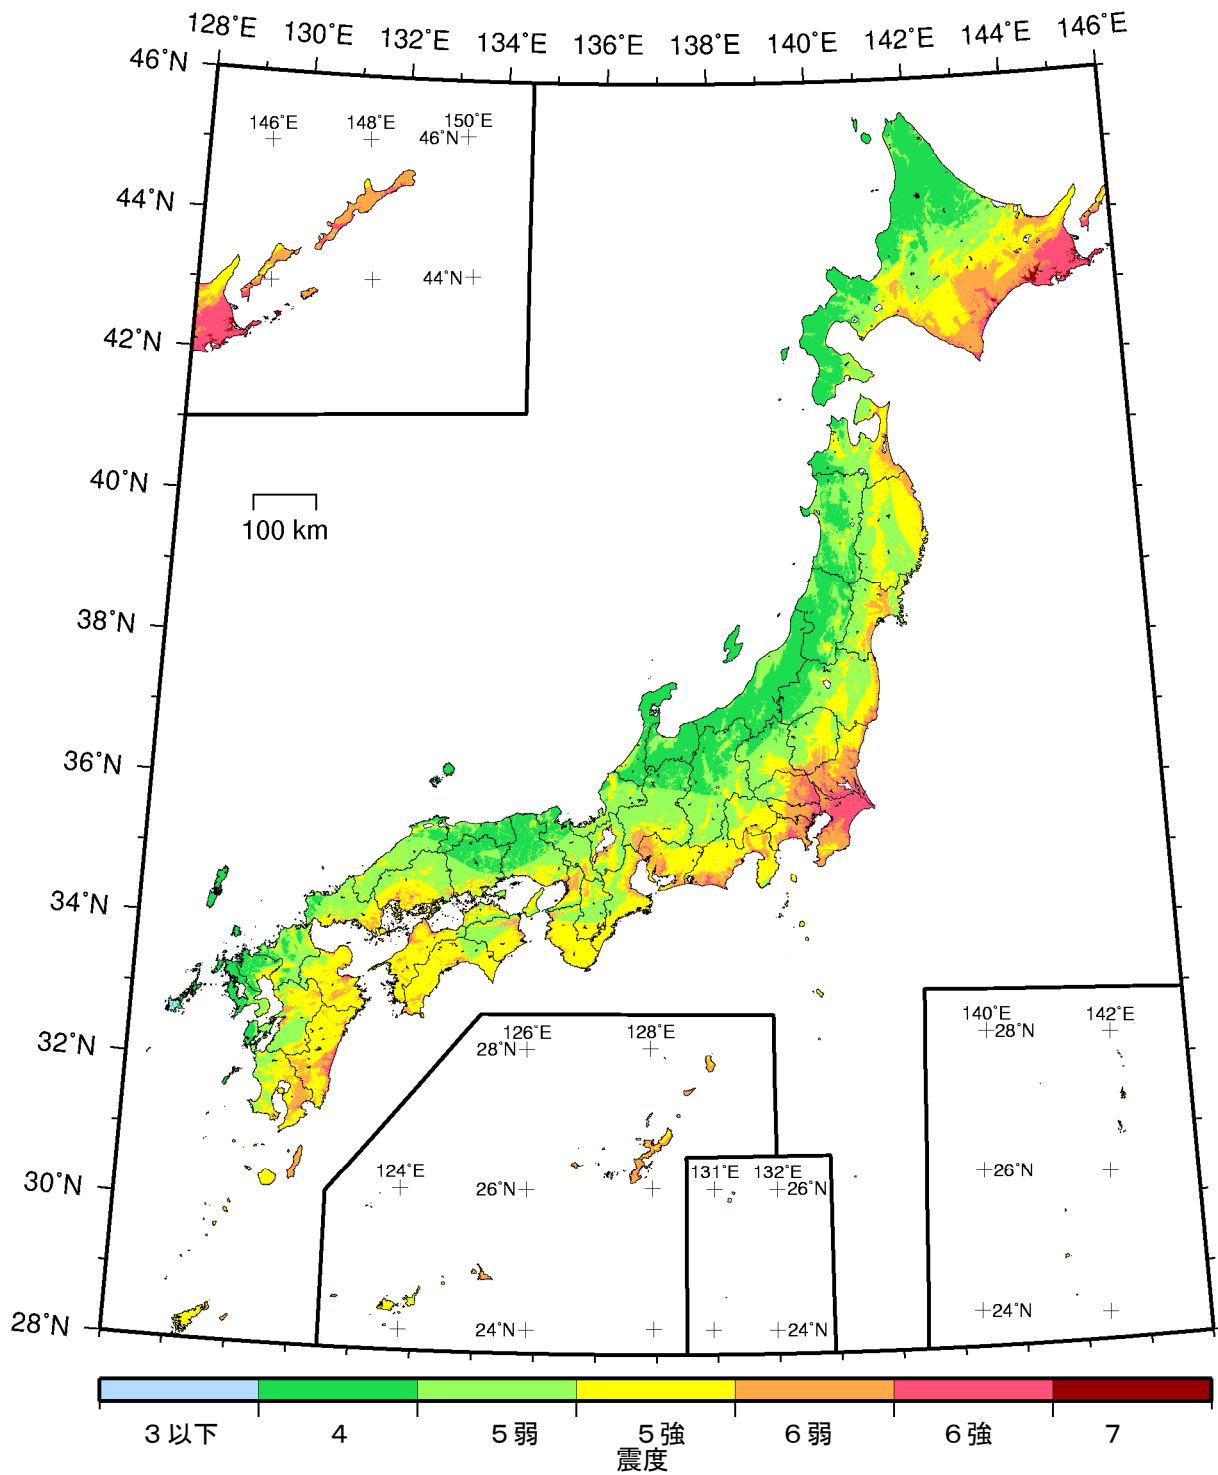 128°E 130°E 132°E 134°E 136°E 138°E 140°E 142°E 144°E 146°E
46°N
146°E 148°E 150°E
46°N
44°N
44°N
42°N
40°N
100 km
38°N
36°N
34°N
32°N
126°E 128°E
28°N
140°E 142°E
28°N
124°E
26°N
131°E 132°E
26°N
26°N
30°N
24°N
24°N
24°N
28°N
3以下 4 5弱 5強 6弱 6強 7
震度